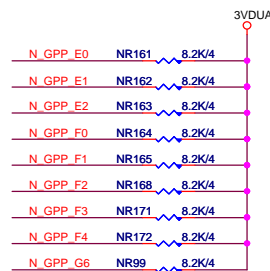 3VDUA
N_GPP_E0 NR161 8.2K/4
N_GPP_E1 NR162 8.2K/4
N_GPP_E2 NR163 8.2K/4
N_GPP_F0 NR164 8.2K/4
N_GPP_F1 NR165 8.2K/4
N_GPP_F2 NR168 8.2K/4
N_GPP_F3 NR171 8.2K/4
N_GPP_F4 NR172 8.2K/4
N_GPP_G6 NR99 8.2K/4